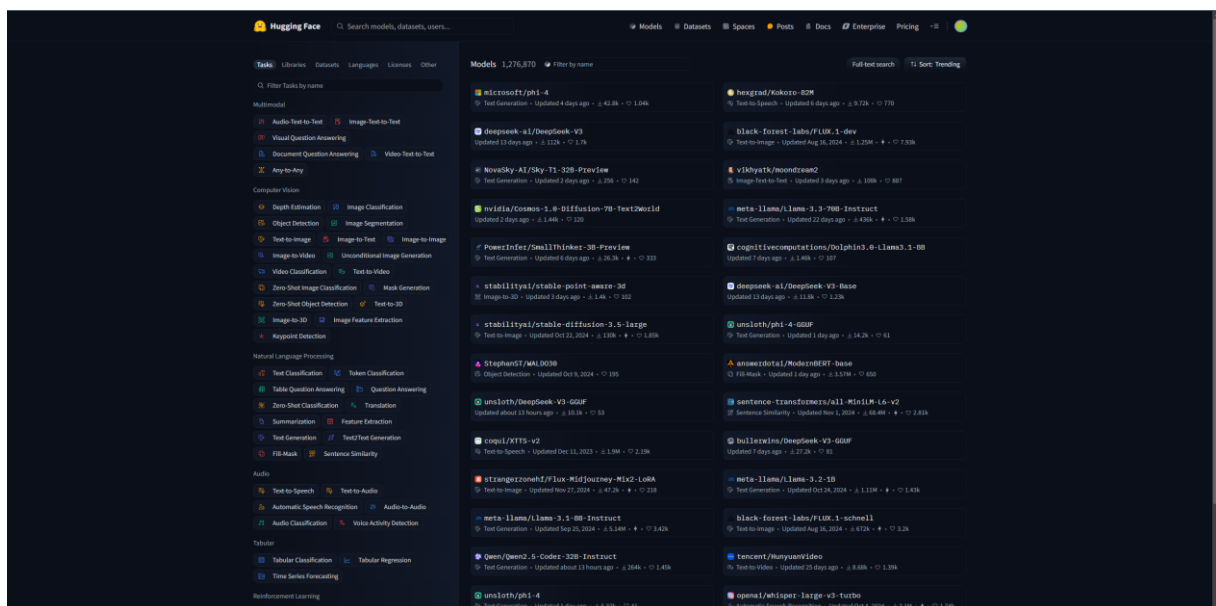 Hugging Face
Search models, datasets, users...
Models
Datasets
Spaces
Posts
Docs
Enterprise
Pricing
Tasks Libraries Datasets Languages Licenses Other
Filter Tasks by name
Multimodal
Audio-Text-to-Text Image-Text-to-Text
Visual Question Answering
Document Question Answering Video-Text-to-Text
Any-to-Any
Computer Vision
Depth Estimation Image Classification
Object Detection Image Segmentation
Text-to-Image Image-to-Text Image-to-Image
Image-to-Video Unconditional Image Generation
Video Classification Text-to-Video
Zero-Shot Image Classification Mask Generation
Zero-Shot Object Detection Text-to-3D
Image-to-3D Image Feature Extraction
Keypoint Detection
Natural Language Processing
Text Classification Token Classification
Table Question Answering Question Answering
Zero-Shot Classification Translation
Summarization Feature Extraction
Text Generation Text2Text Generation
Fill-Mask Sentence Similarity
Audio
Text-to-Speech Text-to-Audio
Automatic Speech Recognition Audio-to-Audio
Audio Classification Voice Activity Detection
Tabular
Tabular Classification Tabular Regression
Time Series Forecasting
Reinforcement Learning
Models 1,276,870 Filter by name
Full-text search Sort: Trending
microsoft/phi-4
Text Generation • Updated 4 days ago • 42.8k • 1.04k
hexgrad/Kokoro-82M
Text-to-Speech • Updated 6 days ago • 9.72k • 770
deepseek-ai/DeepSeek-V3
Updated 13 days ago • 112k • 1.7k
black-forest-labs/FLUX.1-dev
Text-to-Image • Updated Aug 16, 2024 • 1.25M • 7.93k
NovaSky-AI/Sky-T1-32B-Preview
Text Generation • Updated 2 days ago • 256 • 142
vikhyatk/moondream2
Image-Text-to-Text • Updated 3 days ago • 108k • 887
nvidia/Cosmos-1.0-Diffusion-7B-Text2World
Updated 2 days ago • 1.44k • 120
meta-llama/Llama-3.3-70B-Instruct
Text Generation • Updated 22 days ago • 436k • 1.58k
PowerInfer/SmallThinker-3B-Preview
Text Generation • Updated 6 days ago • 26.3k • 333
cognitivecomputations/Dolphin3.0-Llama3.1-8B
Updated 7 days ago • 1.46k • 107
stabilityai/stable-point-aware-3d
Image-to-3D • Updated 3 days ago • 1.4k • 102
deepseek-ai/DeepSeek-V3-Base
Updated 13 days ago • 11.8k • 1.23k
stabilityai/stable-diffusion-3.5-large
Text-to-Image • Updated Oct 22, 2024 • 130k • 1.85k
unsloth/phi-4-GGUF
Text Generation • Updated 1 day ago • 14.2k • 61
StephanST/WALDO30
Object Detection • Updated Oct 9, 2024 • 195
answerdotai/ModernBERT-base
Fill-Mask • Updated 1 day ago • 3.57M • 650
unsloth/DeepSeek-V3-GGUF
Updated about 13 hours ago • 10.1k • 53
sentence-transformers/all-MiniLM-L6-v2
Sentence Similarity • Updated Nov 1, 2024 • 68.4M • 2.81k
coqui/XTTS-v2
Text-to-Speech • Updated Dec 11, 2023 • 1.9M • 2.19k
bullerwins/DeepSeek-V3-GGUF
Updated 7 days ago • 27.2k • 81
strangerzonehf/Flux-Midjourney-Mix2-LoRA
Text-to-Image • Updated Nov 27, 2024 • 47.2k • 218
meta-llama/Llama-3.2-1B
Text Generation • Updated Oct 24, 2024 • 1.11M • 1.43k
meta-llama/Llama-3.1-8B-Instruct
Text Generation • Updated Sep 25, 2024 • 5.14M • 3.42k
black-forest-labs/FLUX.1-schnell
Text-to-Image • Updated Aug 16, 2024 • 672k • 3.2k
Qwen/Qwen2.5-Coder-32B-Instruct
Text Generation • Updated about 13 hours ago • 264k • 1.45k
tencent/HunyuanVideo
Text-to-Video • Updated 25 days ago • 8.68k • 1.39k
unsloth/phi-4
openai/whisper-large-v3-turbo